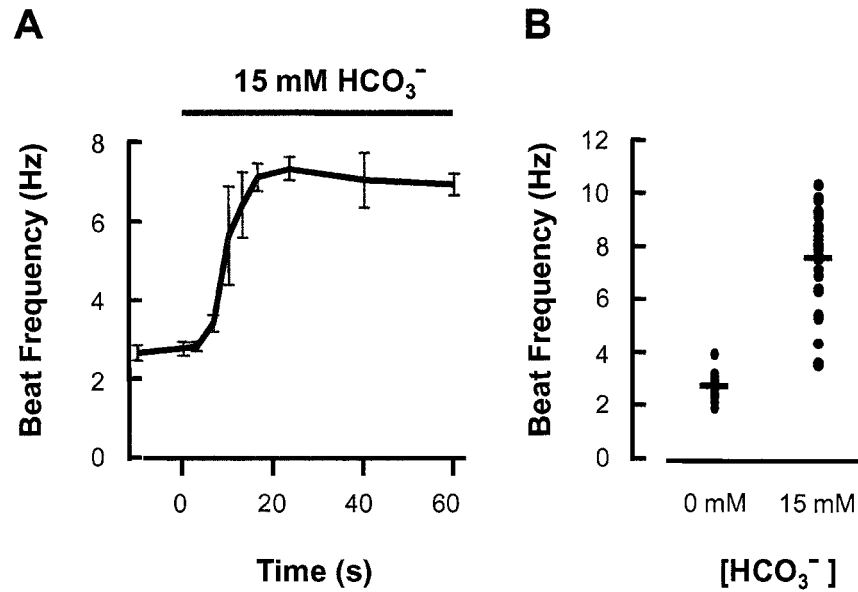 A
15 mM HCO₃⁻
Beat Frequency (Hz)
8
6
4
2
0
0 20 40 60
Time (s)
B
Beat Frequency (Hz)
12
10
8
6
4
2
0
0 mM 15 mM
[HCO₃⁻ ]